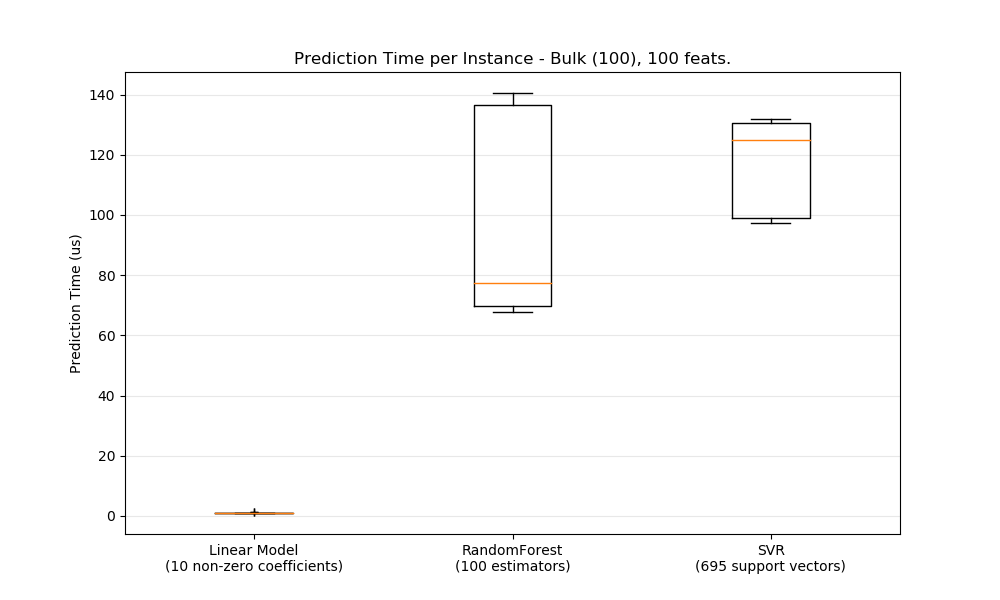 Prediction Time per Instance - Bulk (100), 100 feats.
Prediction Time (us)
140
120
100
80
60
40
20
0
Linear Model
(10 non-zero coefficients)
RandomForest
(100 estimators)
SVR
(695 support vectors)